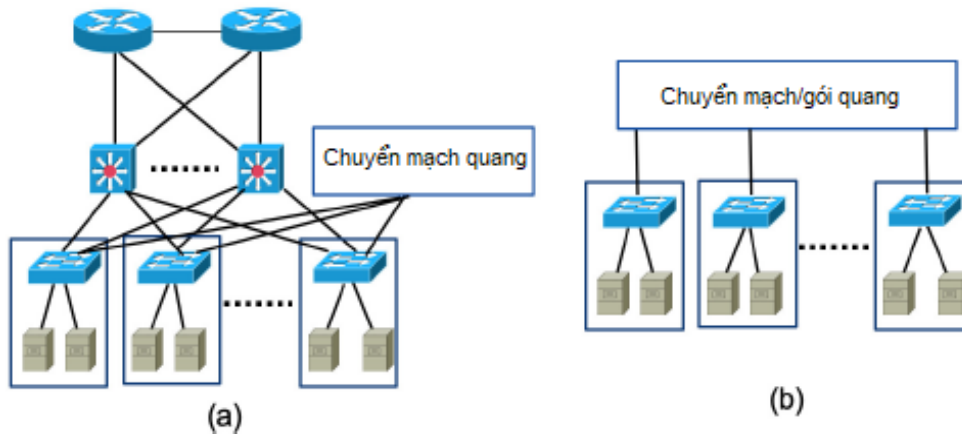 Chuyển mạch/gói quang
Chuyển mạch quang
(a)
(b)